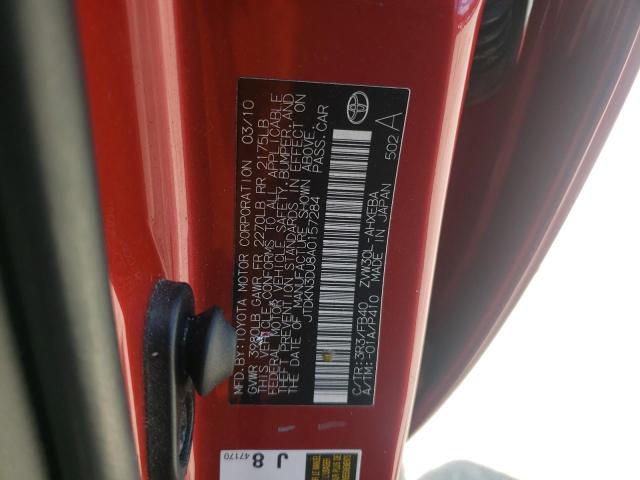 MFD.BY:TOYOTA MOTOR CORPORATION 03/10
GVWR 3980LB GAWR FR 2270LB RR 2175LB
THIS VEHICLE CONFORMS TO ALL APPLICABLE
FEDERAL MOTOR VEHICLE SAFETY,BUMPER,AND
THEFT PREVENTION STANDARDS IN EFFECT ON
THE DATE OF MANUFACTURE SHOWN ABOVE.
JTDKN3DU8A0157284 PASS.CAR
C/TR:3R3/FB40 ZVW30L-AHXEBA
A/TM:-01A/P410 MADE IN JAPAN 502 A
J 8
47170